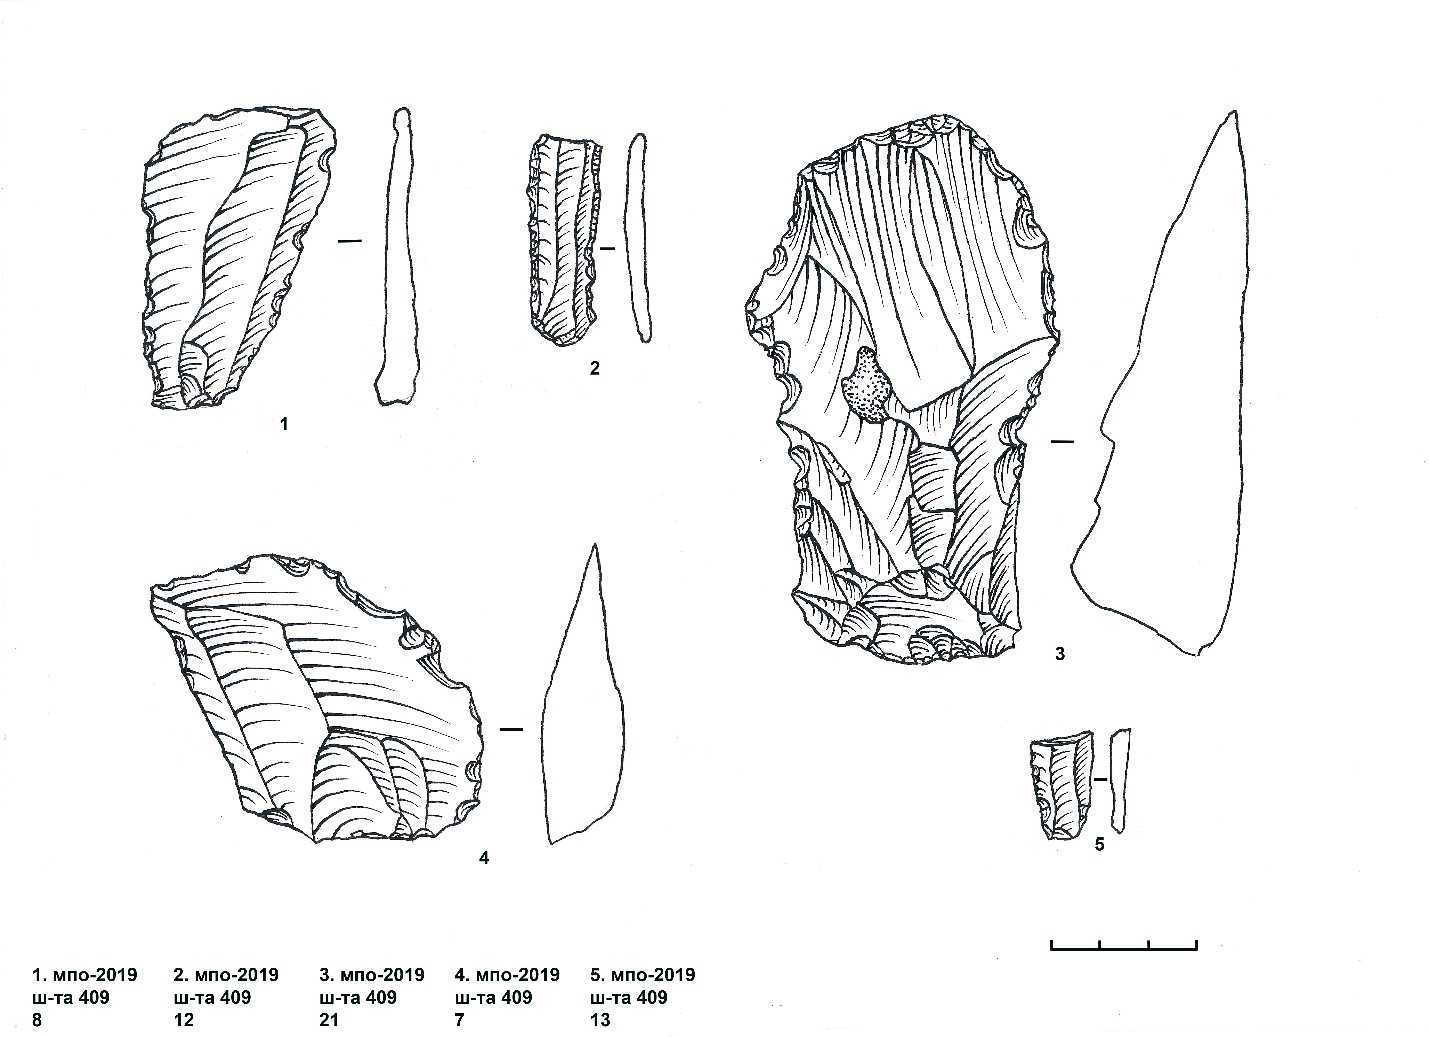 1
2
3
4
5
1. мпо-2019
ш-та 409
8
2. мпо-2019
ш-та 409
12
3. мпо-2019
ш-та 409
21
4. мпо-2019
ш-та 409
7
5. мпо-2019
ш-та 409
13